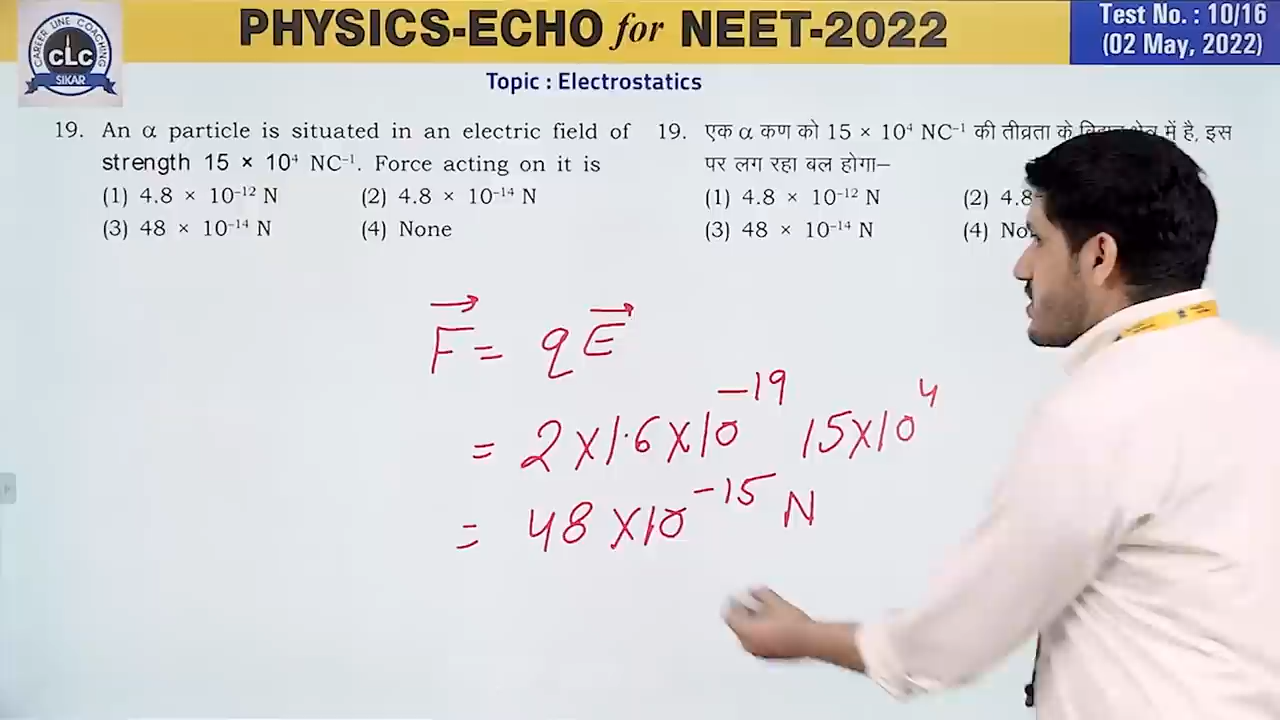 PHYSICS-ECHO for NEET-2022
Test No. : 10/16
(02 May, 2022)
CAREER LINE COACHING
CLC
SIKAR
Topic : Electrostatics
19. An α particle is situated in an electric field of
strength 15 × 10⁴ NC⁻¹. Force acting on it is
(1) 4.8 × 10⁻¹² N (2) 4.8 × 10⁻¹⁴ N
(3) 48 × 10⁻¹⁴ N (4) None
19. एक α कण को 15 × 10⁴ NC⁻¹ की तीव्रता के में है, इस
पर लग रहा बल होगा–
(1) 4.8 × 10⁻¹² N (2) 4.8
(3) 48 × 10⁻¹⁴ N (4) No
F⃗ = qE⃗
= 2×1.6×10⁻¹⁹ 15×10⁴
= 48×10⁻¹⁵ N